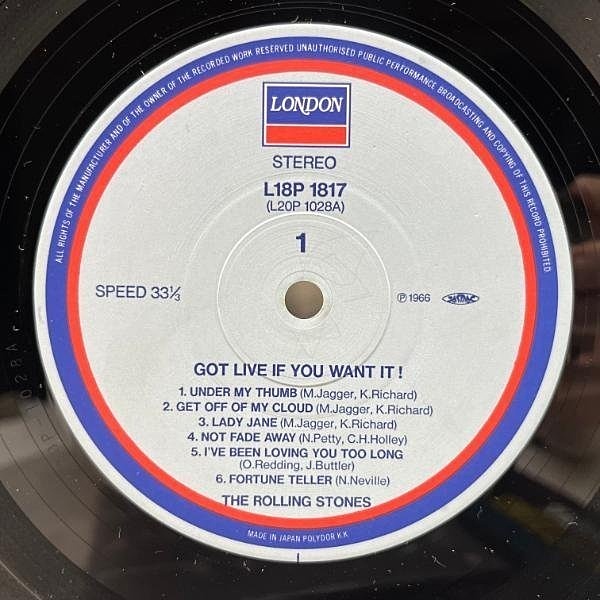 ALL RIGHTS OF THE MANUFACTURER AND OF THE OWNER OF THE RECORDED WORK RESERVED UNAUTHORISED PUBLIC PERFORMANCE BROADCASTING AND COPYING OF THIS RECORD PROHIBITED
LONDON
STEREO
L18P 1817
(L20P 1028A)
1
SPEED 33⅓
Ⓟ 1966
GOT LIVE IF YOU WANT IT !
1. UNDER MY THUMB (M.Jagger, K.Richard)
2. GET OFF OF MY CLOUD (M.Jagger, K.Richard)
3. LADY JANE (M.Jagger, K.Richard)
4. NOT FADE AWAY (N.Petty, C.H.Holley)
5. I'VE BEEN LOVING YOU TOO LONG
(O.Redding, J.Buttler)
6. FORTUNE TELLER (N.Neville)
THE ROLLING STONES
MADE IN JAPAN POLYDOR K.K